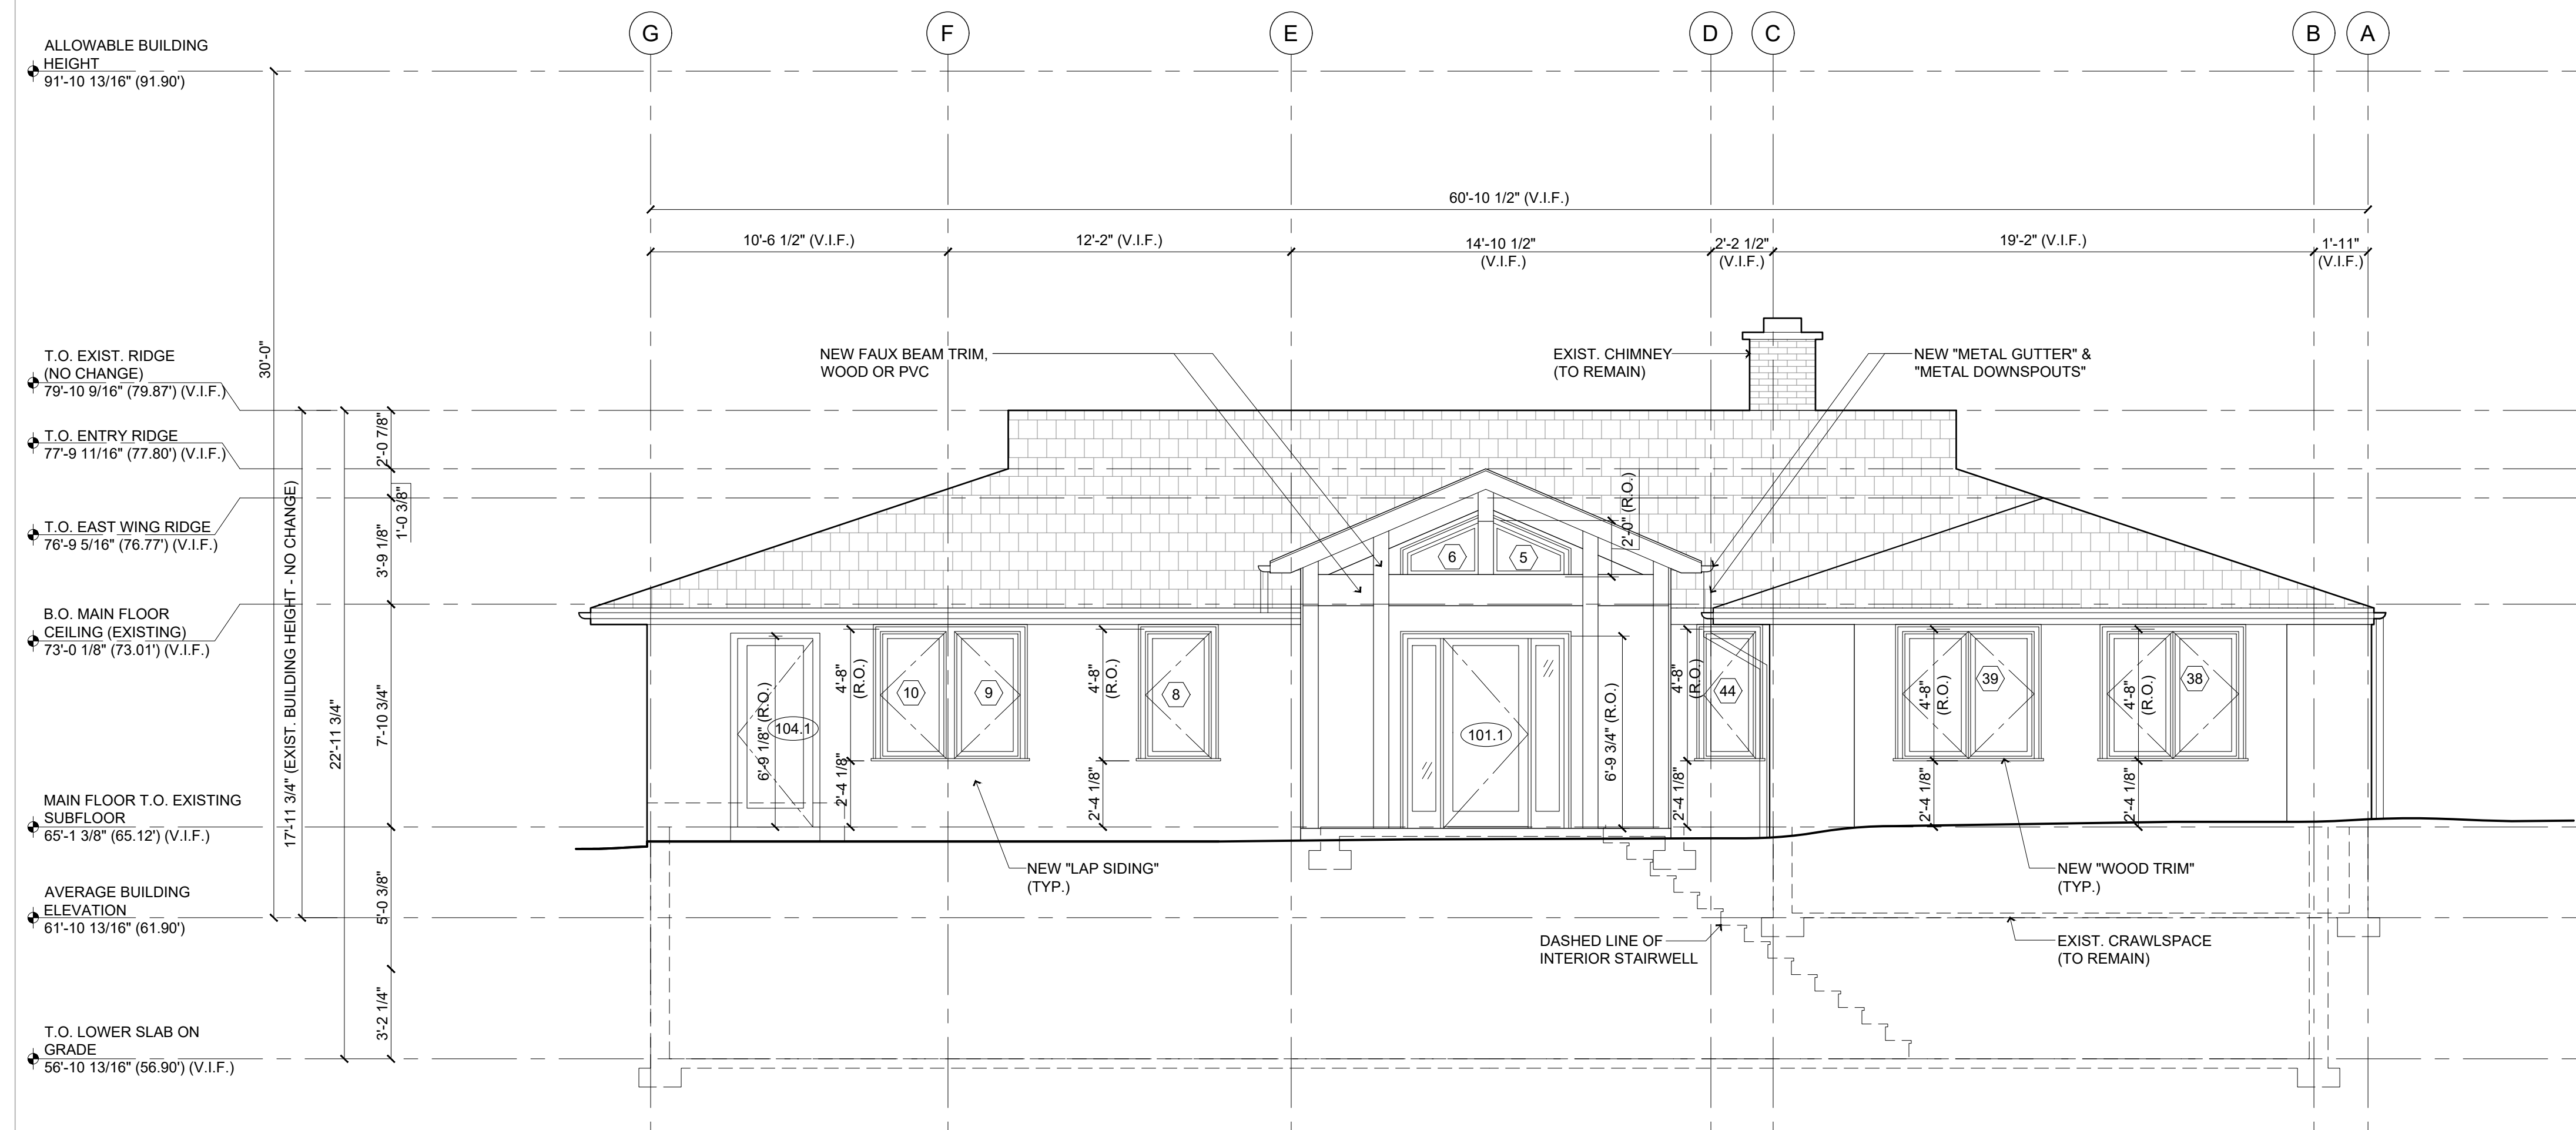 G
F
E
D
C
B
A
ALLOWABLE BUILDING
HEIGHT
91'-10 13/16" (91.90')
60'-10 1/2" (V.I.F.)
10'-6 1/2" (V.I.F.)
12'-2" (V.I.F.)
14'-10 1/2"
(V.I.F.)
2'-2 1/2"
(V.I.F.)
19'-2" (V.I.F.)
1'-11"
(V.I.F.)
30'-0"
T.O. EXIST. RIDGE
(NO CHANGE)
79'-10 9/16" (79.87') (V.I.F.)
T.O. ENTRY RIDGE
77'-9 11/16" (77.80') (V.I.F.)
T.O. EAST WING RIDGE
76'-9 5/16" (76.77') (V.I.F.)
B.O. MAIN FLOOR
CEILING (EXISTING)
73'-0 1/8" (73.01') (V.I.F.)
MAIN FLOOR T.O. EXISTING
SUBFLOOR
65'-1 3/8" (65.12') (V.I.F.)
AVERAGE BUILDING
ELEVATION
61'-10 13/16" (61.90')
T.O. LOWER SLAB ON
GRADE
56'-10 13/16" (56.90') (V.I.F.)
17'-11 3/4" (EXIST. BUILDING HEIGHT - NO CHANGE)
22'-11 3/4"
2'-0 7/8"
1'-0 3/8"
3'-9 1/8"
7'-10 3/4"
5'-0 3/8"
3'-2 1/4"
NEW FAUX BEAM TRIM,
WOOD OR PVC
EXIST. CHIMNEY
(TO REMAIN)
NEW "METAL GUTTER" &
"METAL DOWNSPOUTS"
2'-0" (R.O.)
6
5
6'-9 1/8" (R.O.)
104.1
4'-8"
(R.O.)
2'-4 1/8"
10
9
4'-8"
(R.O.)
2'-4 1/8"
8
101.1
6'-9 3/4" (R.O.)
4'-8"
(R.O.)
2'-4 1/8"
44
4'-8"
(R.O.)
2'-4 1/8"
39
4'-8"
(R.O.)
2'-4 1/8"
38
NEW "LAP SIDING"
(TYP.)
NEW "WOOD TRIM"
(TYP.)
DASHED LINE OF
INTERIOR STAIRWELL
EXIST. CRAWLSPACE
(TO REMAIN)